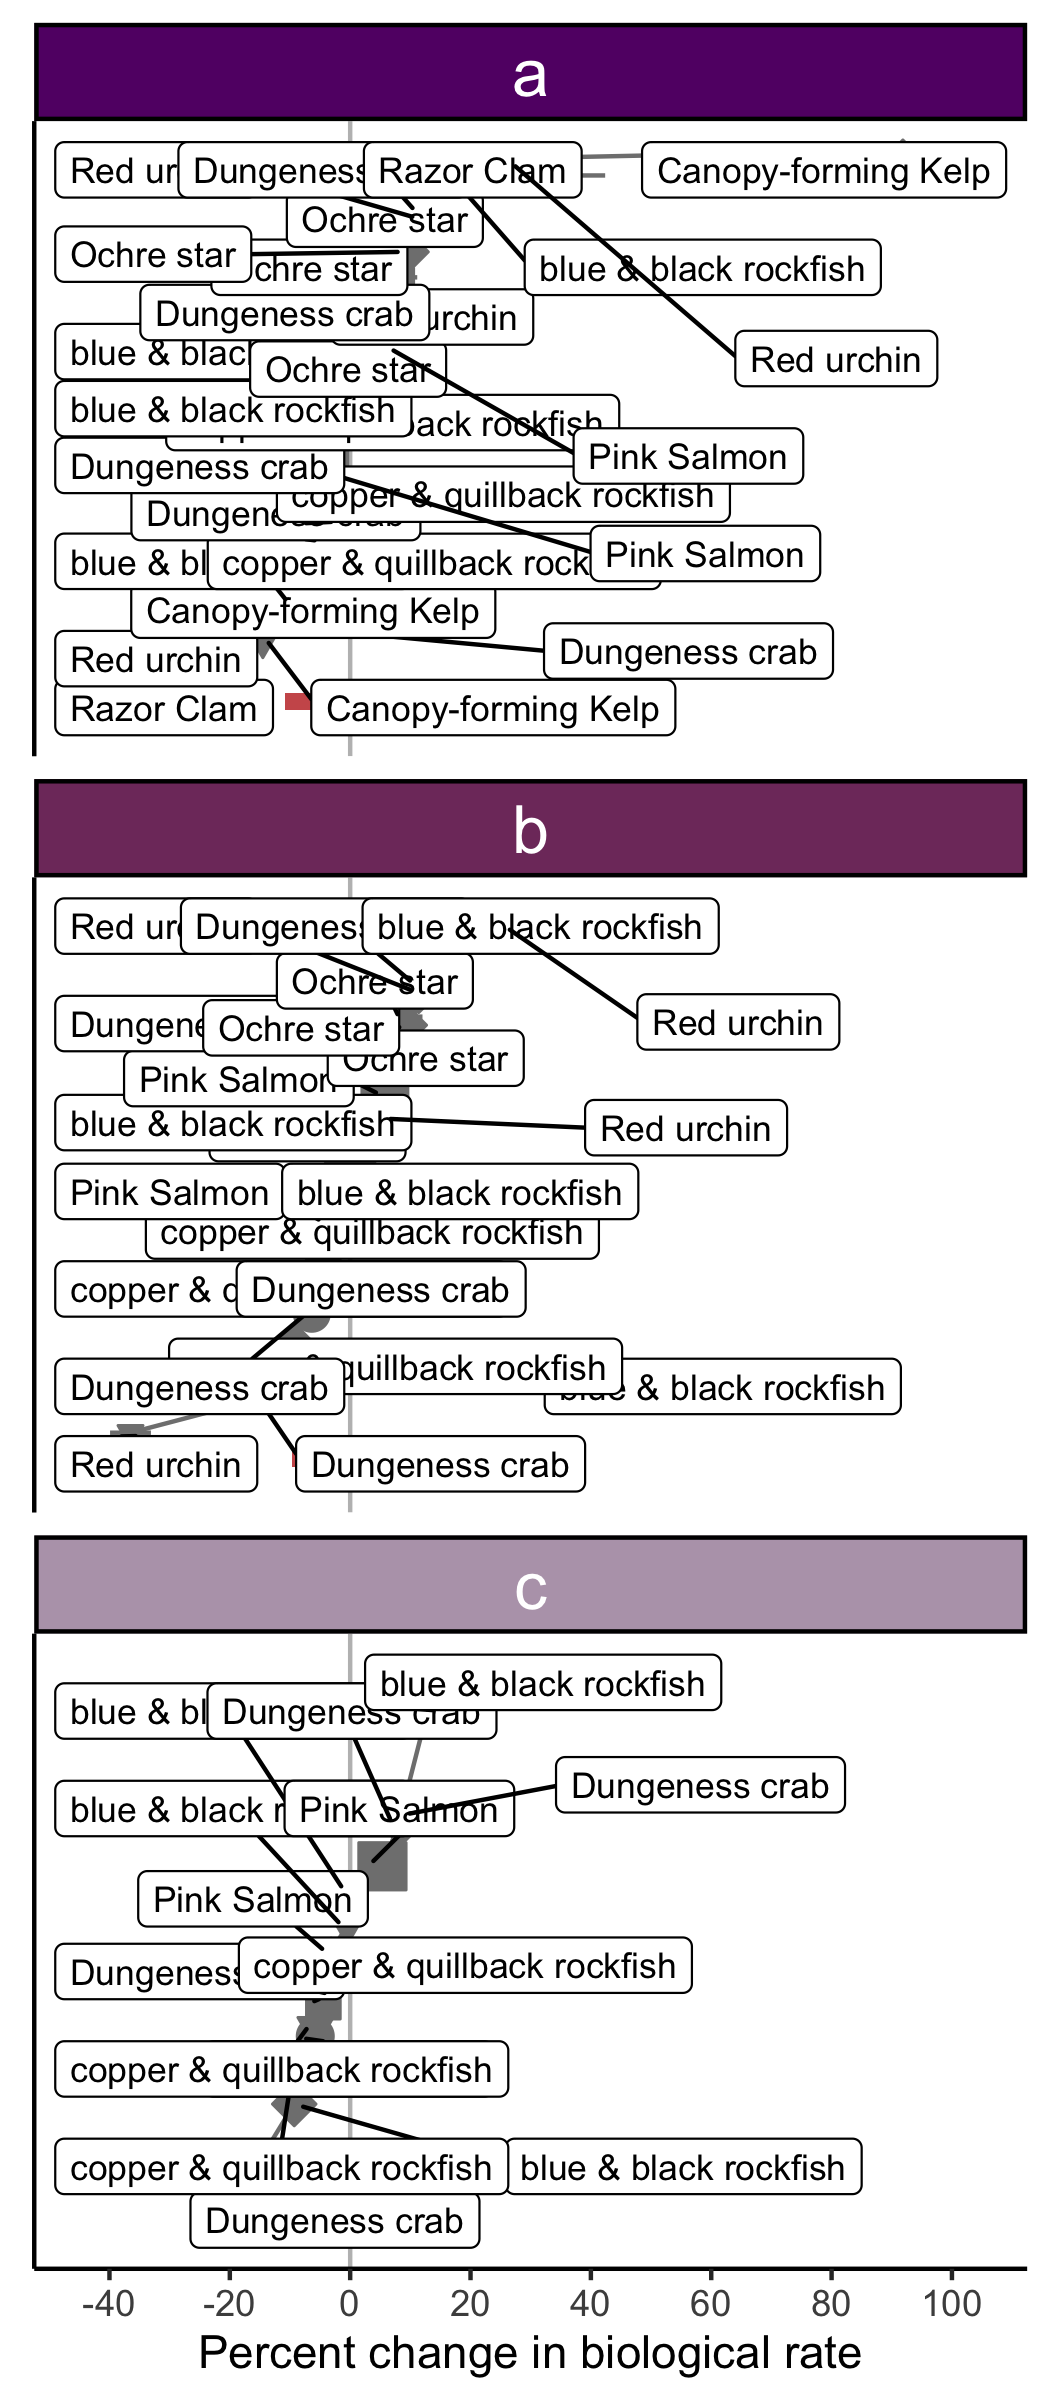 a
Red ur
Dungeness
Razor Clam
Canopy-forming Kelp
Ochre star
Ochre star
chre star
blue & black rockfish
Dungeness crab
urchin
blue & blac
Ochre star
Red urchin
blue & black rockfish
ack rockfish
Pink Salmon
Dungeness crab
copper & quillback rockfish
Dungeness crab
blue & bl
copper & quillback rock
Pink Salmon
Canopy-forming Kelp
Red urchin
Dungeness crab
Razor Clam
Canopy-forming Kelp
b
Red ur
Dungeness
blue & black rockfish
Ochre star
Dungene
Ochre star
Red urchin
Ochre star
Pink Salmon
blue & black rockfish
Red urchin
Pink Salmon
blue & black rockfish
copper & quillback rockfish
copper &
Dungeness crab
& quillback rockfish
Dungeness crab
blue & black rockfish
Red urchin
Dungeness crab
c
blue & black rockfish
blue & bl
Dungeness crab
Dungeness crab
blue & black r
Pink Salmon
Pink Salmon
Dungeness
copper & quillback rockfish
copper & quillback rockfish
copper & quillback rockfish
blue & black rockfish
Dungeness crab
-40 -20 0 20 40 60 80 100
Percent change in biological rate